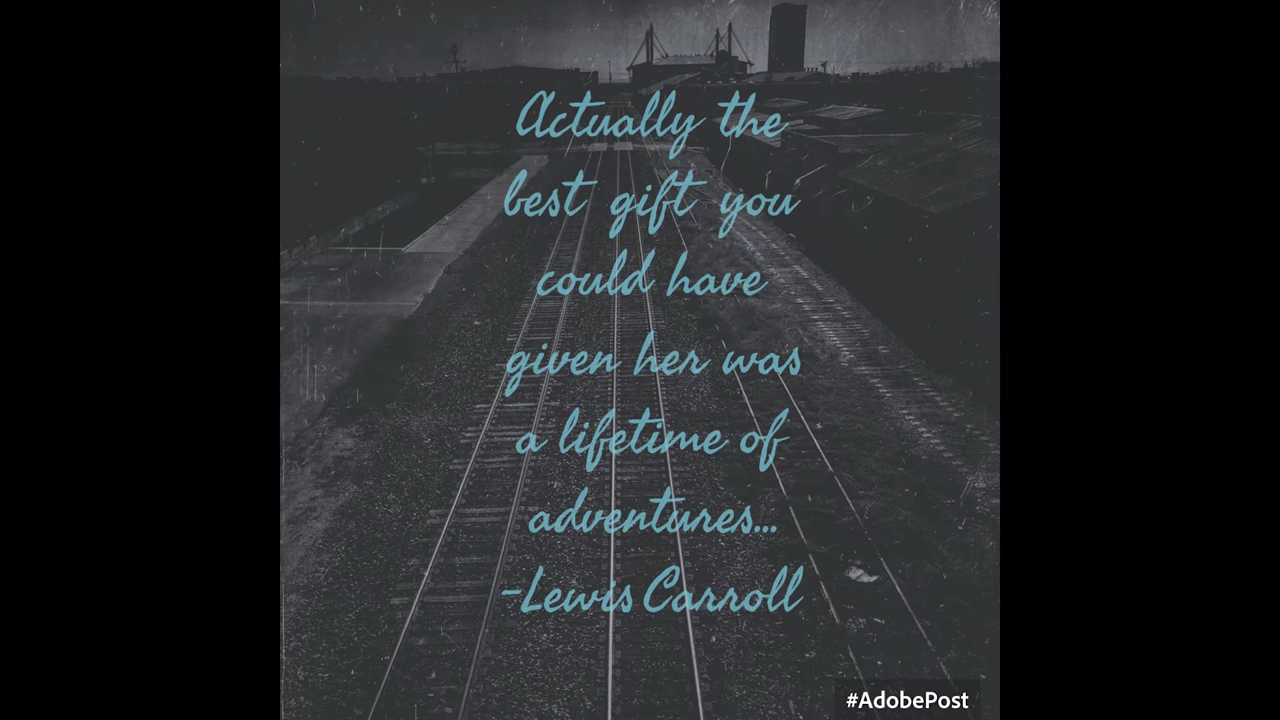 Actually the
best gift you
could have
given her was
a lifetime of
adventures...
-Lewis Carroll
#AdobePost